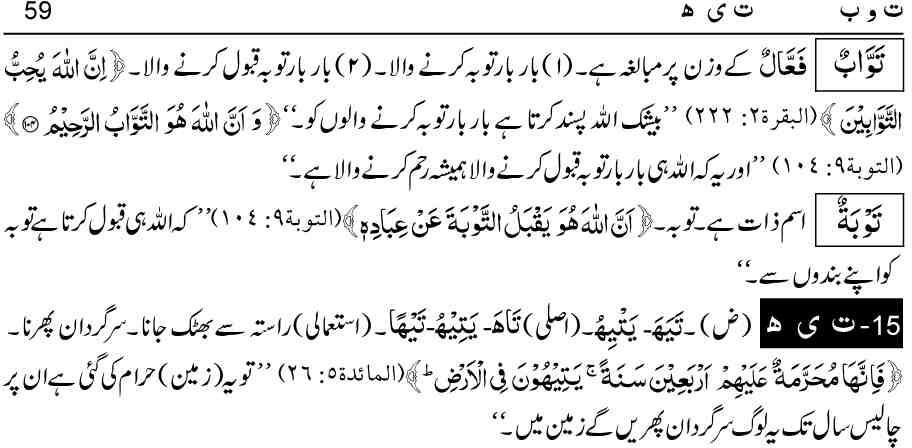 ت و ب ت ی ھ 59
تَوَّابٌ فَعَّالٌ کے وزن پر مبالغہ ہے۔ (۱) بار بار توبہ کرنے والا۔ (۲) بار بار توبہ قبول کرنے والا۔ ﴿اِنَّ اللّٰہَ یُحِبُّ
التَّوَّابِیْنَ﴾ (البقرۃ۲: ۲۲۲) ’’بیشک اللہ پسند کرتا ہے بار بار توبہ کرنے والوں کو۔‘‘ ﴿وَ اَنَّ اللّٰہَ ھُوَ التَّوَّابُ الرَّحِیْمُ ۝۱۰۴﴾
(التوبۃ۹: ۱۰۴) ’’اور یہ کہ اللہ ہی بار بار توبہ قبول کرنے والا ہمیشہ رحم کرنے والا ہے۔‘‘
تَوْبَۃٌ اسم ذات ہے۔ توبہ۔ ﴿اَنَّ اللّٰہَ ھُوَ یَقْبَلُ التَّوْبَۃَ عَنْ عِبَادِہٖ﴾ (التوبۃ۹: ۱۰۴) ’’کہ اللہ ہی قبول کرتا ہے توبہ
کو اپنے بندوں سے۔‘‘
15- ت ی ھ (ض)۔ تَیَہَ- یَتْیِہُ۔ (اصلی) تَاہَ- یَتِیْہُ- تَیْھًا۔ (استعمالی) راستہ سے بھٹک جانا۔ سرگردان پھرنا۔
﴿فَاِنَّھَا مُحَرَّمَۃٌ عَلَیْھِمْ اَرْبَعِیْنَ سَنَۃً ۚ یَتِیْھُوْنَ فِی الْاَرْضِ ؕ﴾ (المائدۃ۵: ۲۶) ’’تو یہ (زمین) حرام کی گئی ہے ان پر
چالیس سال تک یہ لوگ سرگردان پھریں گے زمین میں۔‘‘